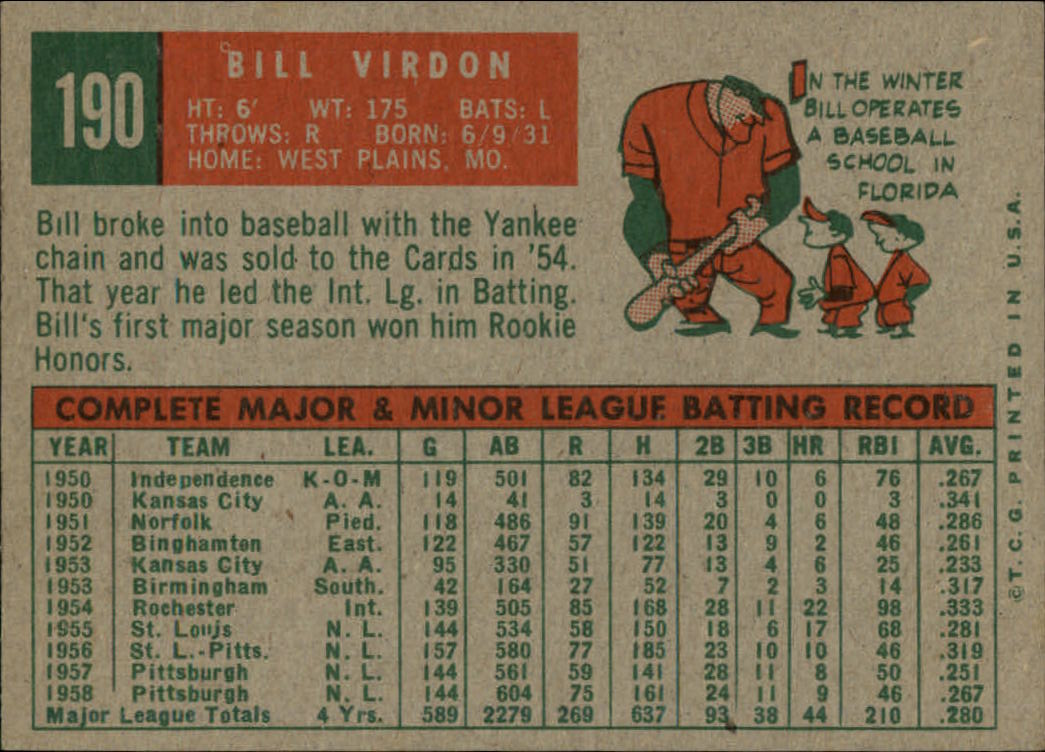 190
BILL VIRDON
HT: 6' WT: 175 BATS: L
THROWS: R BORN: 6/9/31
HOME: WEST PLAINS, MO.
IN THE WINTER
BILL OPERATES
A BASEBALL
SCHOOL IN
FLORIDA
Bill broke into baseball with the Yankee
chain and was sold to the Cards in '54.
That year he led the Int. Lg. in Batting.
Bill's first major season won him Rookie
Honors.
COMPLETE MAJOR & MINOR LEAGUE BATTING RECORD
YEAR TEAM LEA. G AB R H 2B 3B HR RBI AVG.
1950 Independence K-O-M 119 501 82 134 29 10 6 76 .267
1950 Kansas City A. A. 14 41 3 14 3 0 0 3 .341
1951 Norfolk Pied. 118 486 91 139 20 4 6 48 .286
1952 Binghamton East. 122 467 57 122 13 9 2 46 .261
1953 Kansas City A. A. 95 330 51 77 13 4 6 25 .233
1953 Birmingham South. 42 164 27 52 7 2 3 14 .317
1954 Rochester Int. 139 505 85 168 28 11 22 98 .333
1955 St. Louis N. L. 144 534 58 150 18 6 17 68 .281
1956 St. L.-Pitts. N. L. 157 580 77 185 23 10 10 46 .319
1957 Pittsburgh N. L. 144 561 59 141 28 11 8 50 .251
1958 Pittsburgh N. L. 144 604 75 161 24 11 9 46 .267
Major League Totals 4 Yrs. 589 2279 269 637 93 38 44 210 .280
©T. C. G. PRINTED IN U. S. A.